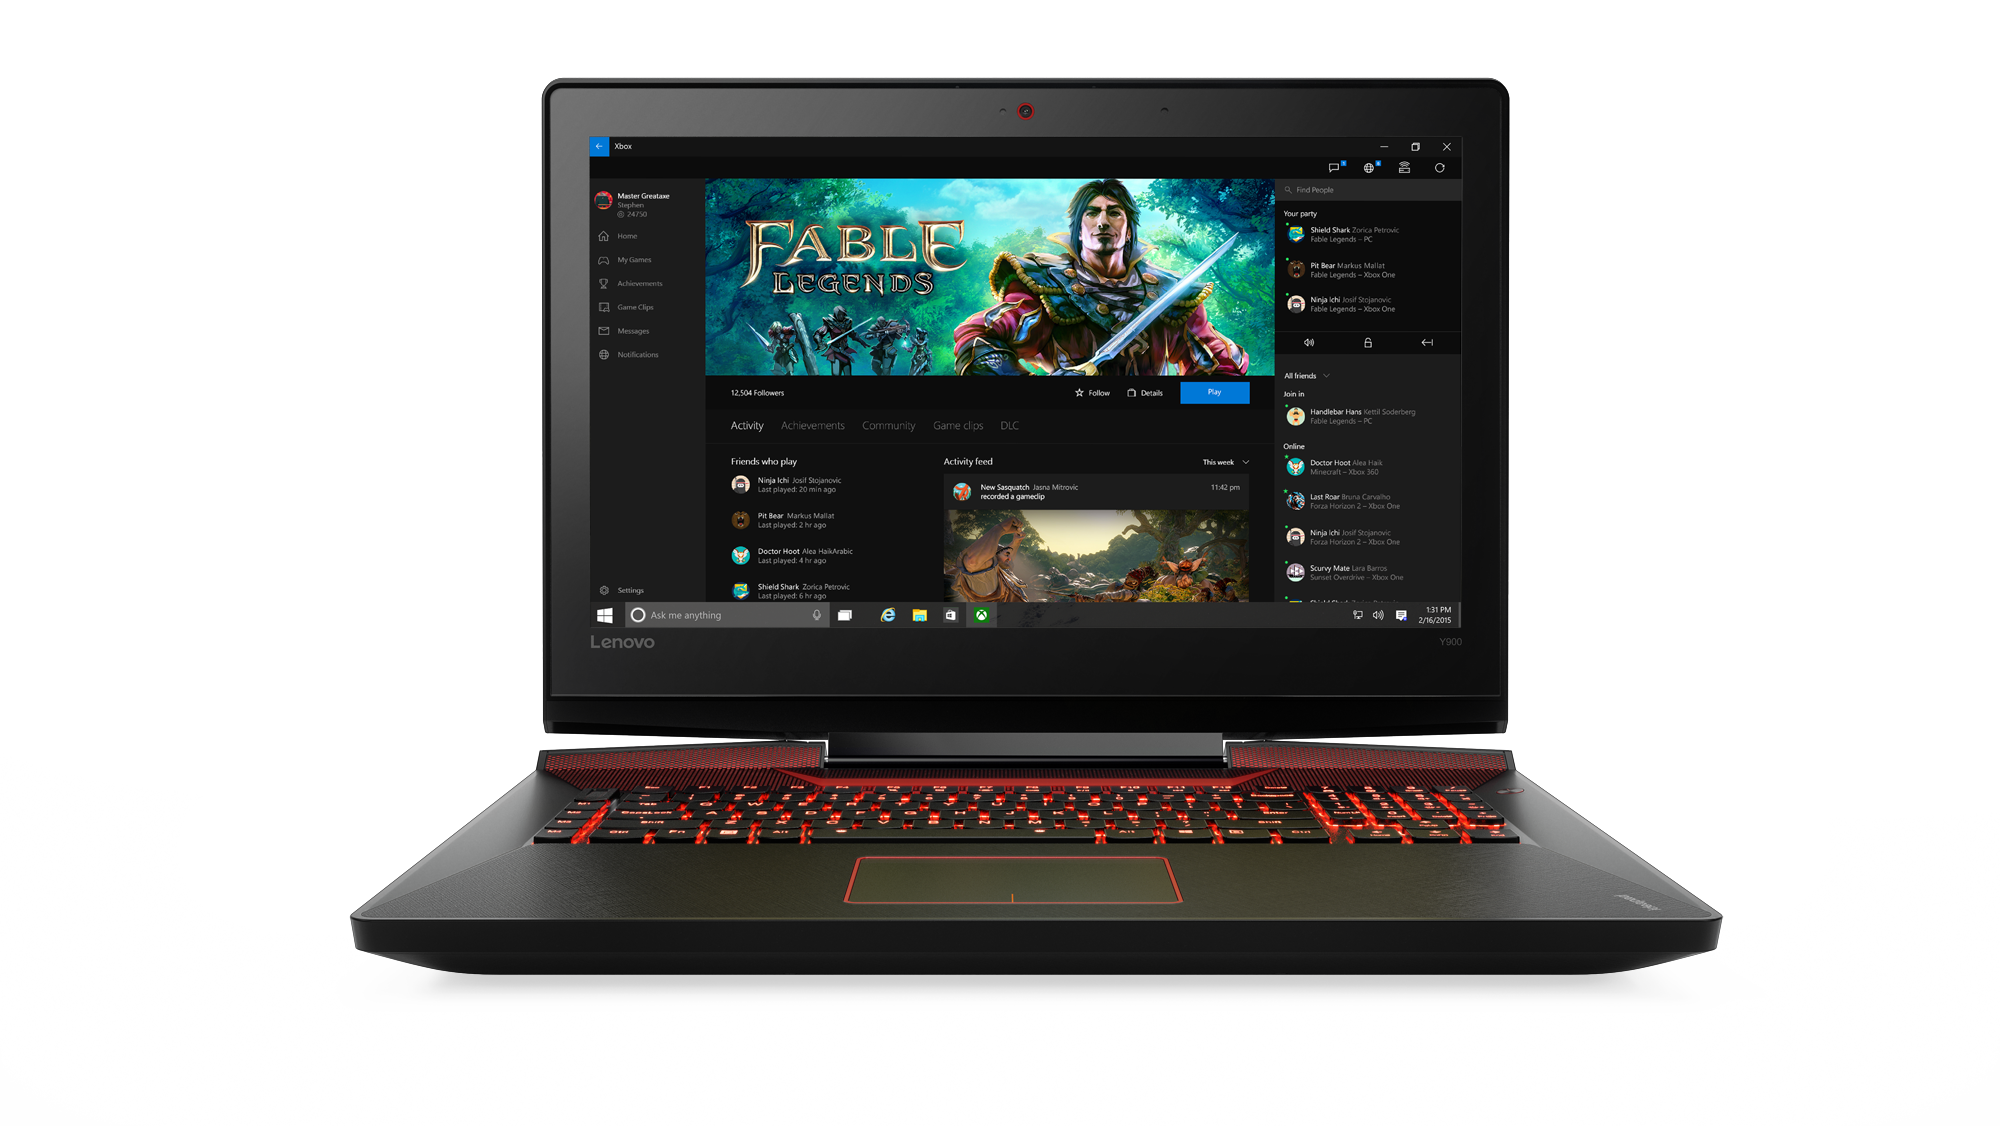 Xbox
Master Greataxe
Stephen
24750
Home
My Games
Achievements
Game Clips
Messages
Notifications
Settings
FABLE
LEGENDS
12,504 Followers
Follow
Details
Play
Activity Achievements Community Game clips DLC
Friends who play
Ninja Ichi Josif Stojanovic
Last played: 20 min ago
Pit Bear Markus Mallat
Last played: 2 hr ago
Doctor Hoot Alea HaikArabic
Last played: 4 hr ago
Shield Shark Zorica Petrovic
Last played: 6 hr ago
Activity feed
This week
New Sasquatch Jasna Mitrovic
recorded a gameclip
11:42 pm
Find People
Your party
Shield Shark Zorica Petrovic
Fable Legends – PC
Pit Bear Markus Mallat
Fable Legends – Xbox One
Ninja Ichi Josif Stojanovic
Fable Legends – Xbox One
All friends
Join in
Handlebar Hans Kettil Soderberg
Fable Legends – PC
Online
Doctor Hoot Alea Haik
Minecraft – Xbox 360
Last Roar Bruna Carvalho
Forza Horizon 2 – Xbox One
Ninja Ichi Josif Stojanovic
Forza Horizon 2 – Xbox One
Scurvy Mate Lara Barros
Sunset Overdrive – Xbox One
Ask me anything
1:31 PM
2/16/2015
Lenovo
Y900